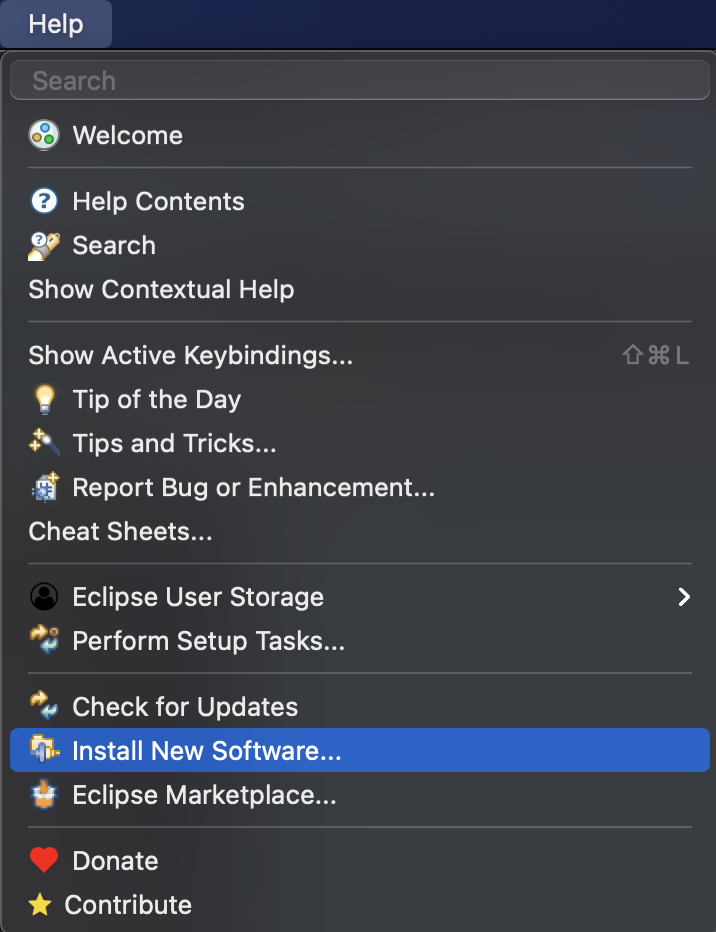 Help
Search
Welcome
Help Contents
Search
Show Contextual Help
Show Active Keybindings... ⇧⌘L
Tip of the Day
Tips and Tricks...
Report Bug or Enhancement...
Cheat Sheets...
Eclipse User Storage
Perform Setup Tasks...
Check for Updates
Install New Software...
Eclipse Marketplace...
Donate
Contribute